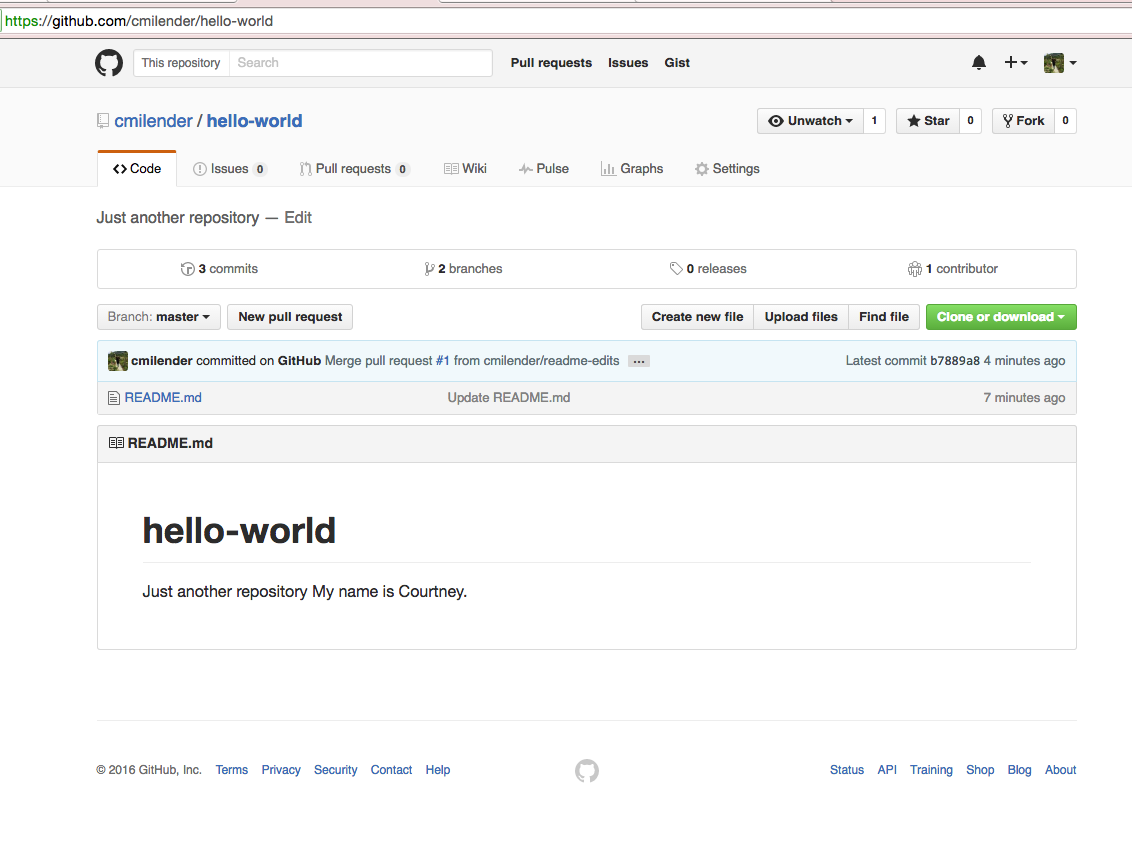 https://github.com/cmilender/hello-world
This repository Search Pull requests Issues Gist
cmilender / hello-world Unwatch 1 Star 0 Fork 0
Code Issues 0 Pull requests 0 Wiki Pulse Graphs Settings
Just another repository — Edit
3 commits 2 branches 0 releases 1 contributor
Branch: master New pull request Create new file Upload files Find file Clone or download
cmilender committed on GitHub Merge pull request #1 from cmilender/readme-edits ... Latest commit b7889a8 4 minutes ago
README.md Update README.md 7 minutes ago
README.md
hello-world
Just another repository My name is Courtney.
© 2016 GitHub, Inc. Terms Privacy Security Contact Help Status API Training Shop Blog About